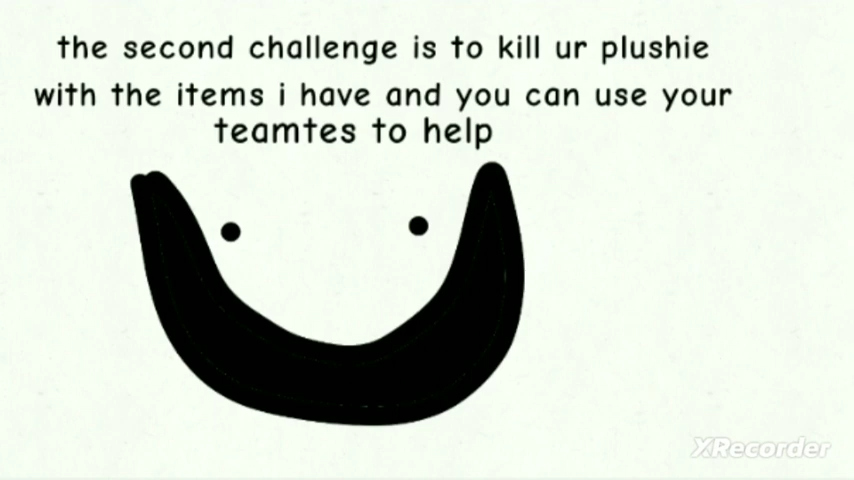 the second challenge is to kill ur plushie
with the items i have and you can use your
teamtes to help
XRecorder